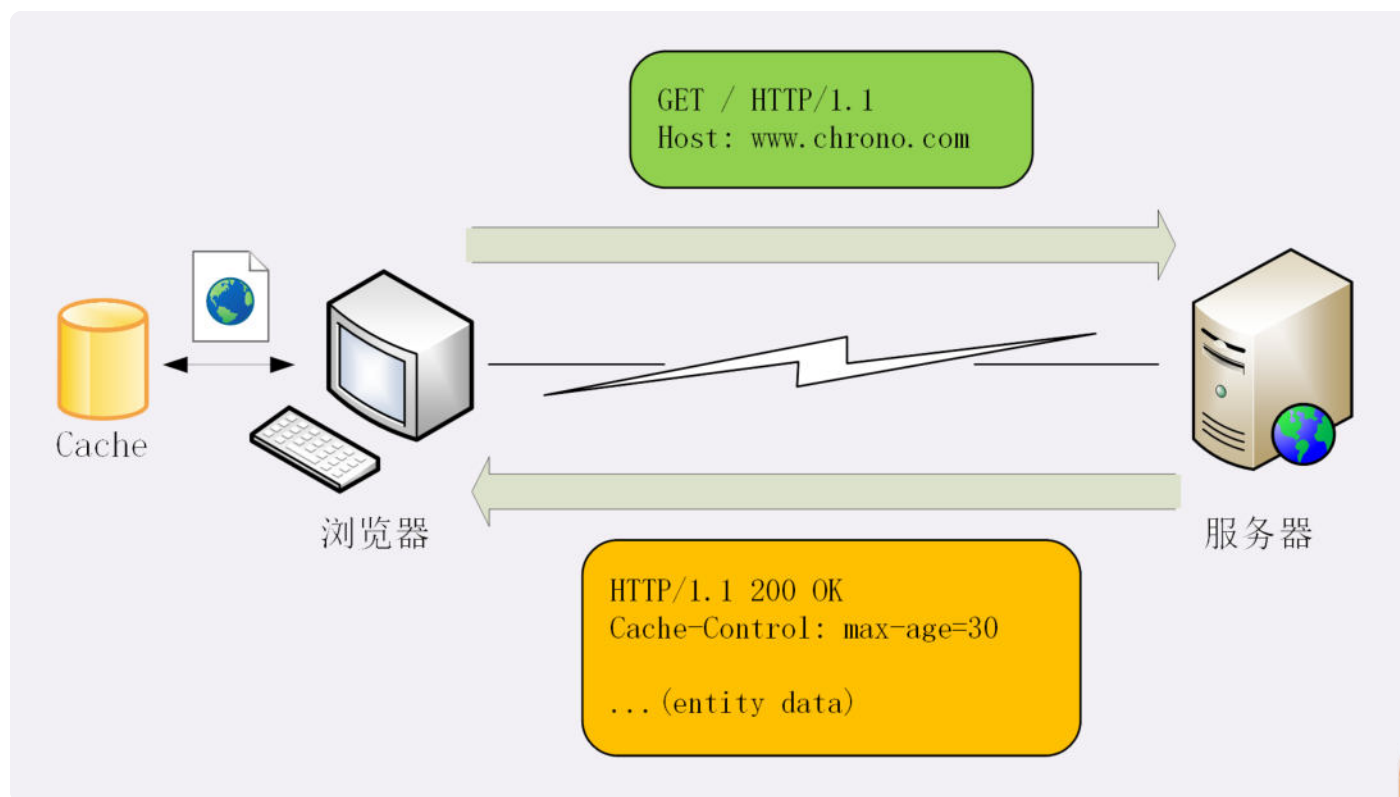 GET / HTTP/1.1
Host: www.chrono.com
Cache
浏览器
服务器
HTTP/1.1 200 OK
Cache-Control: max-age=30
...(entity data)